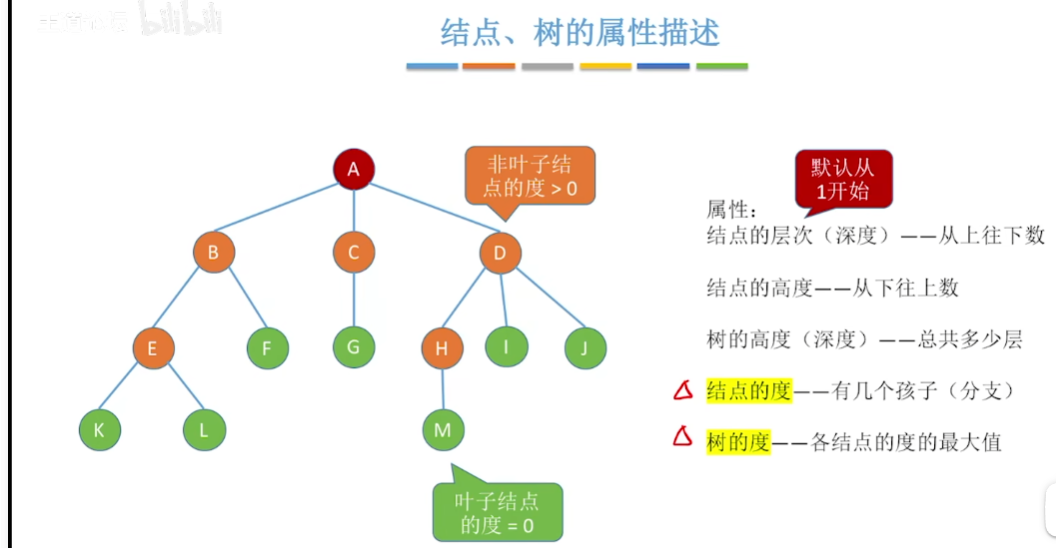 bilibili
结点、树的属性描述
A
非叶子结
点的度 > 0
默认从
1开始
属性：
B
C
D
结点的层次（深度）——从上往下数
结点的高度——从下往上数
E
F
G
H
I
J
树的高度（深度）——总共多少层
结点的度——有几个孩子（分支）
K
L
M
树的度——各结点的度的最大值
叶子结点
的度 = 0